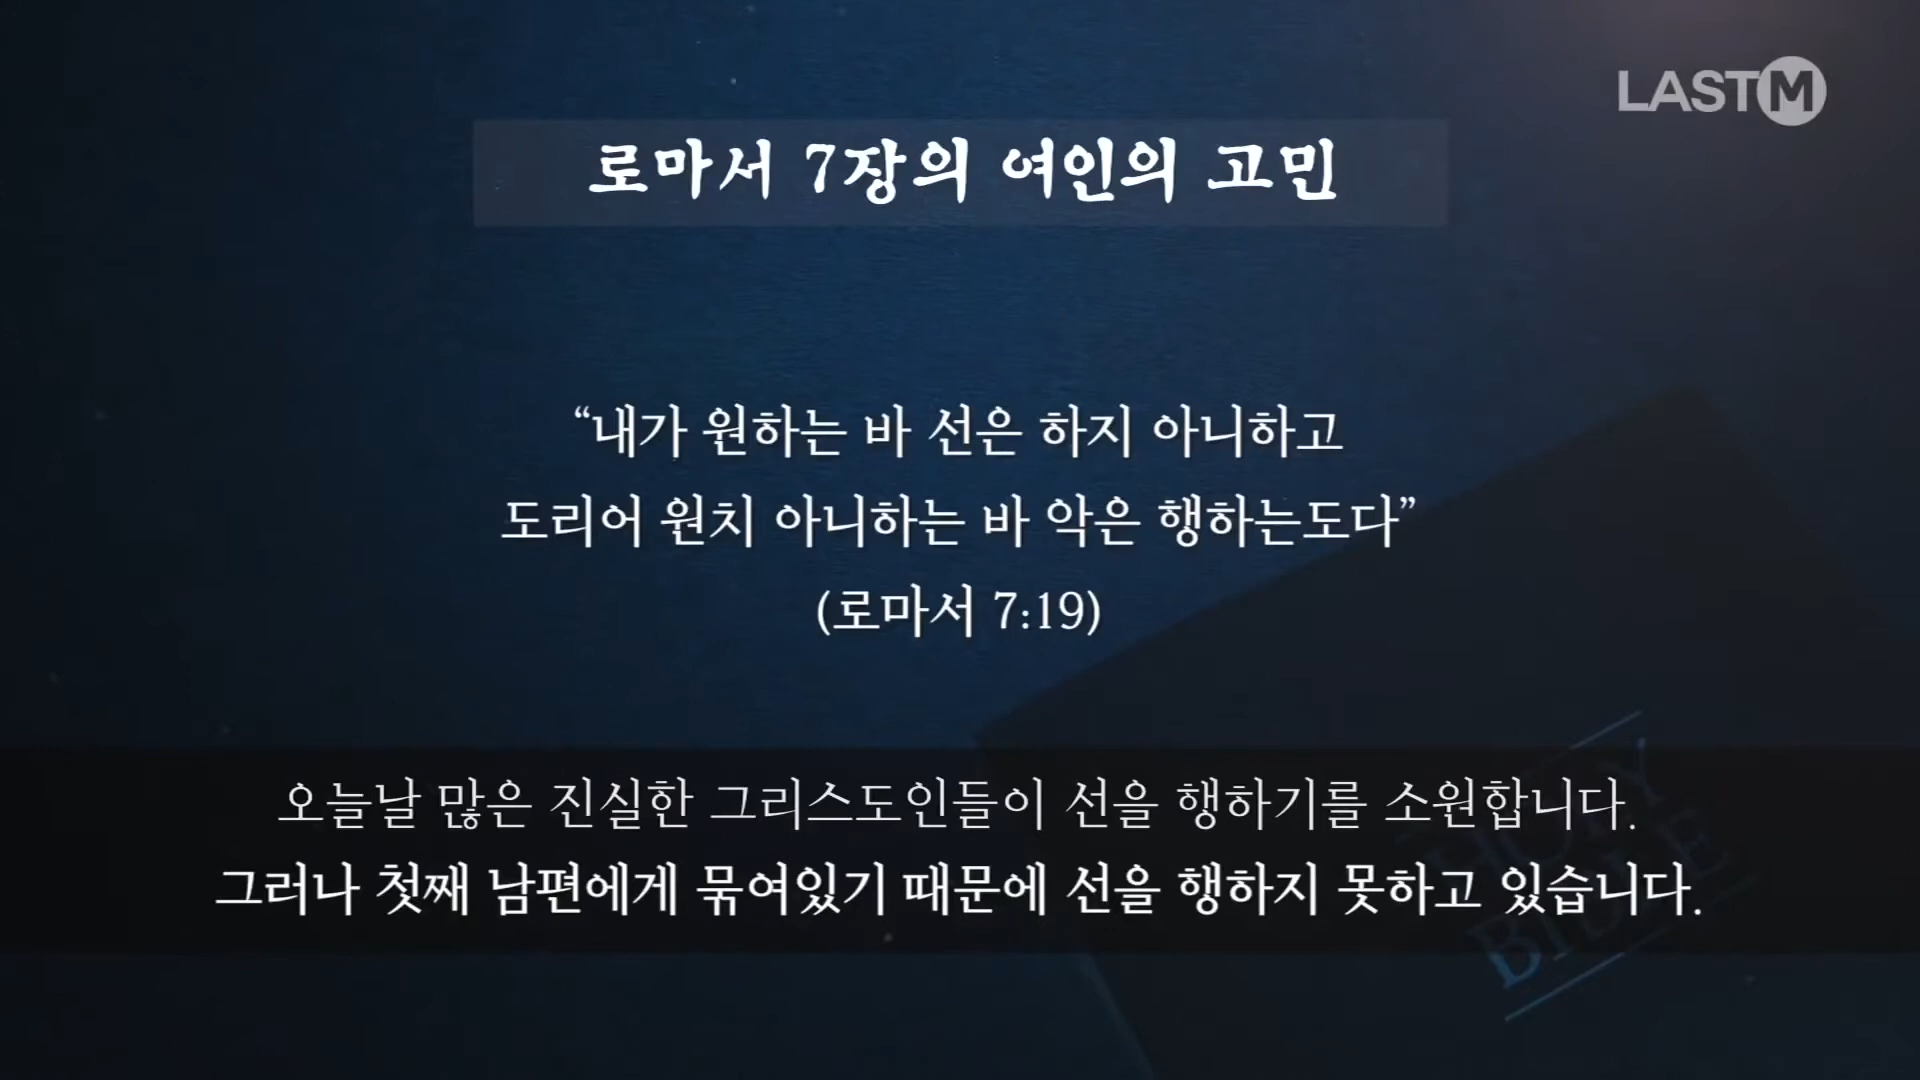 LASTM
로마서 7장의 여인의 고민
“내가 원하는 바 선은 하지 아니하고
도리어 원치 아니하는 바 악은 행하는도다”
(로마서 7:19)
오늘날 많은 진실한 그리스도인들이 선을 행하기를 소원합니다.
그러나 첫째 남편에게 묶여있기 때문에 선을 행하지 못하고 있습니다.
HOLY
BIBLE